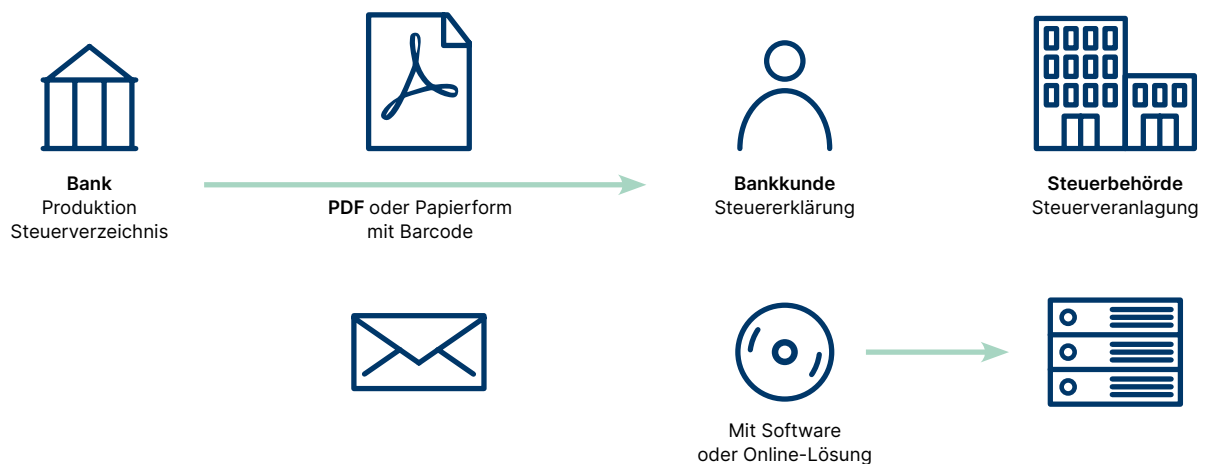 Bank
Produktion
Steuerverzeichnis
PDF oder Papierform
mit Barcode
Bankkunde
Steuererklärung
Steuerbehörde
Steuerveranlagung
Mit Software
oder Online-Lösung